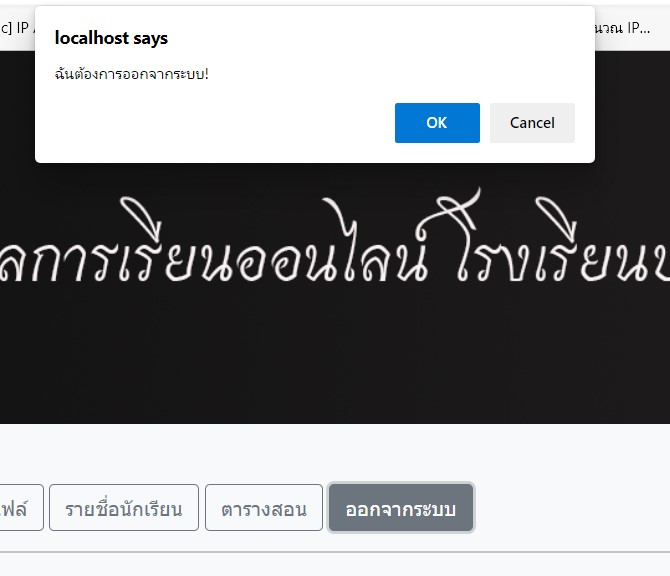 c] IP
นวณ IP...
localhost says
ฉันต้องการออกจากระบบ!
OK
Cancel
ลการเรียนออนไลน์ โรงเรียนบ
ฟล์
รายชื่อนักเรียน
ตารางสอน
ออกจากระบบ